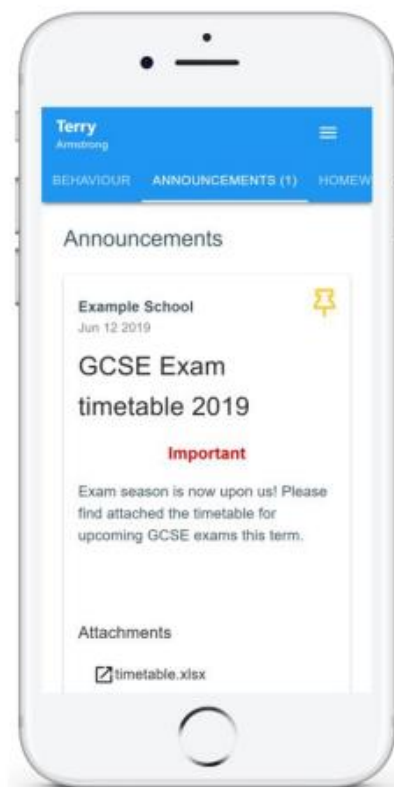 Terry
Armstrong
BEHAVIOUR ANNOUNCEMENTS (1) HOMEW
Announcements
Example School
Jun 12 2019
GCSE Exam
timetable 2019
Important
Exam season is now upon us! Please
find attached the timetable for
upcoming GCSE exams this term.
Attachments
timetable.xlsx